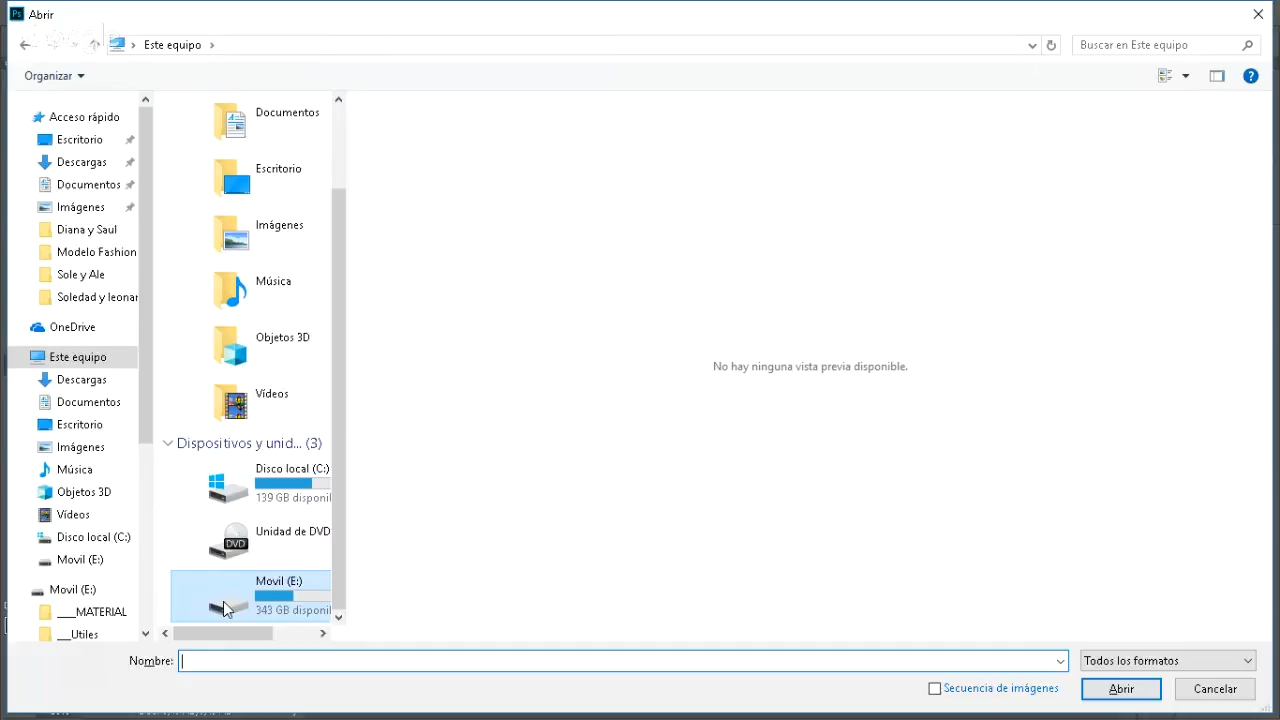 Ps Abrir
Este equipo
Buscar en Este equipo
Organizar
?
Acceso rápido
Escritorio
Descargas
Documentos
Imágenes
Diana y Saul
Modelo Fashion
Sole y Ale
Soledad y leonar
OneDrive
Este equipo
Descargas
Documentos
Escritorio
Imágenes
Música
Objetos 3D
Vídeos
Disco local (C:)
Movil (E:)
Movil (E:)
___MATERIAL
__Utiles
Documentos
Escritorio
Imágenes
Música
Objetos 3D
Vídeos
Dispositivos y unid... (3)
Disco local (C:)
139 GB disponil
Unidad de DVD
DVD
Movil (E:)
343 GB disponil
No hay ninguna vista previa disponible.
Nombre:
Todos los formatos
Secuencia de imágenes
Abrir
Cancelar